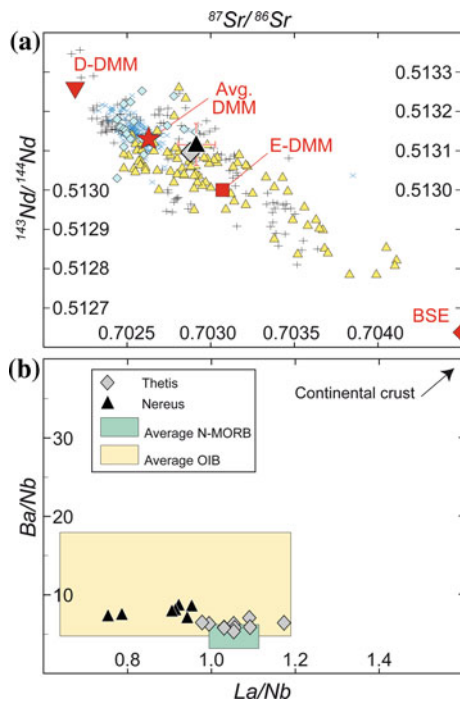 ⁸⁷Sr/⁸⁶Sr
(a)
D-DMM
0.5133
Avg.
DMM
0.5132
0.5131
E-DMM
¹⁴³Nd/¹⁴⁴Nd
0.5130
0.5130
0.5129
0.5128
0.5127
BSE
0.7025
0.7030
0.7035
0.7040
(b)
Thetis
Nereus
Average N-MORB
Average OIB
Continental crust
Ba/Nb
30
20
10
0.8
1.0
1.2
1.4
La/Nb